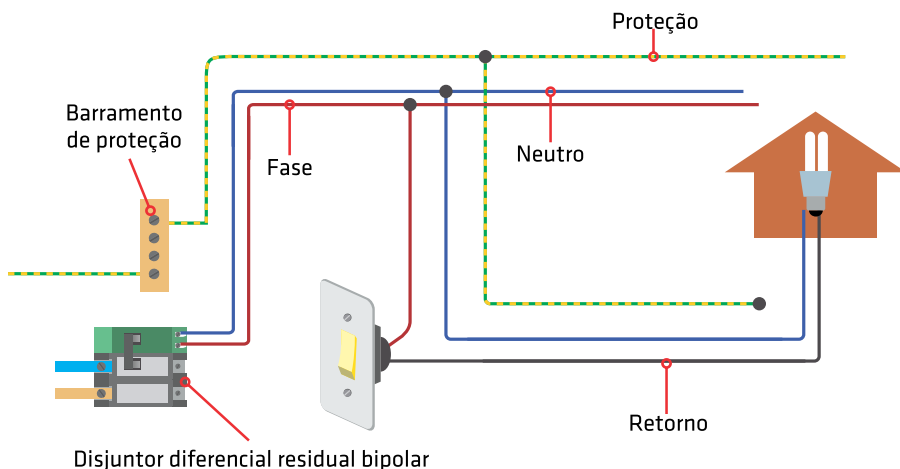 Proteção
Barramento
de proteção
Fase
Neutro
Retorno
Disjuntor diferencial residual bipolar